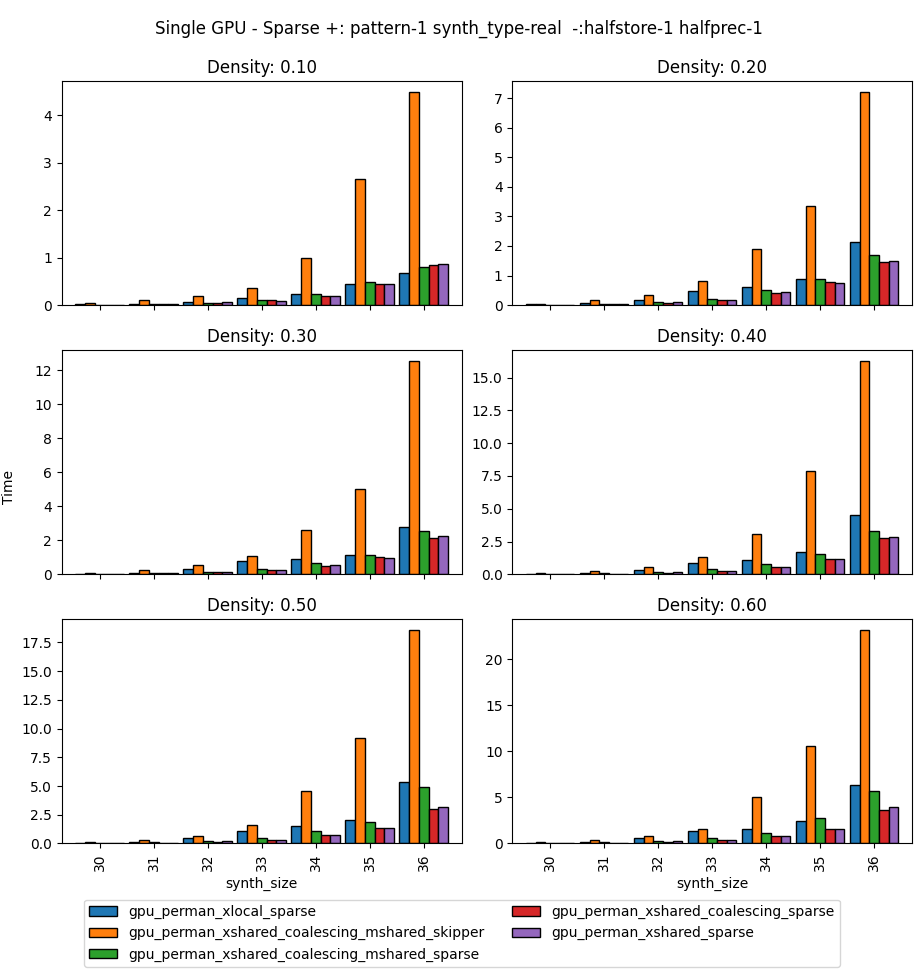 Single GPU - Sparse +: pattern-1 synth_type-real  -:halfstore-1 halfprec-1
Density: 0.10
4
3
2
1
0
Density: 0.20
7
6
5
4
3
2
1
0
Density: 0.30
12
10
8
6
4
2
0
Density: 0.40
15.0
12.5
10.0
7.5
5.0
2.5
0.0
Time
Density: 0.50
17.5
15.0
12.5
10.0
7.5
5.0
2.5
0.0
30 31 32 33 34 35 36
synth_size
Density: 0.60
20
15
10
5
0
30 31 32 33 34 35 36
synth_size
gpu_perman_xlocal_sparse
gpu_perman_xshared_coalescing_mshared_skipper
gpu_perman_xshared_coalescing_mshared_sparse
gpu_perman_xshared_coalescing_sparse
gpu_perman_xshared_sparse